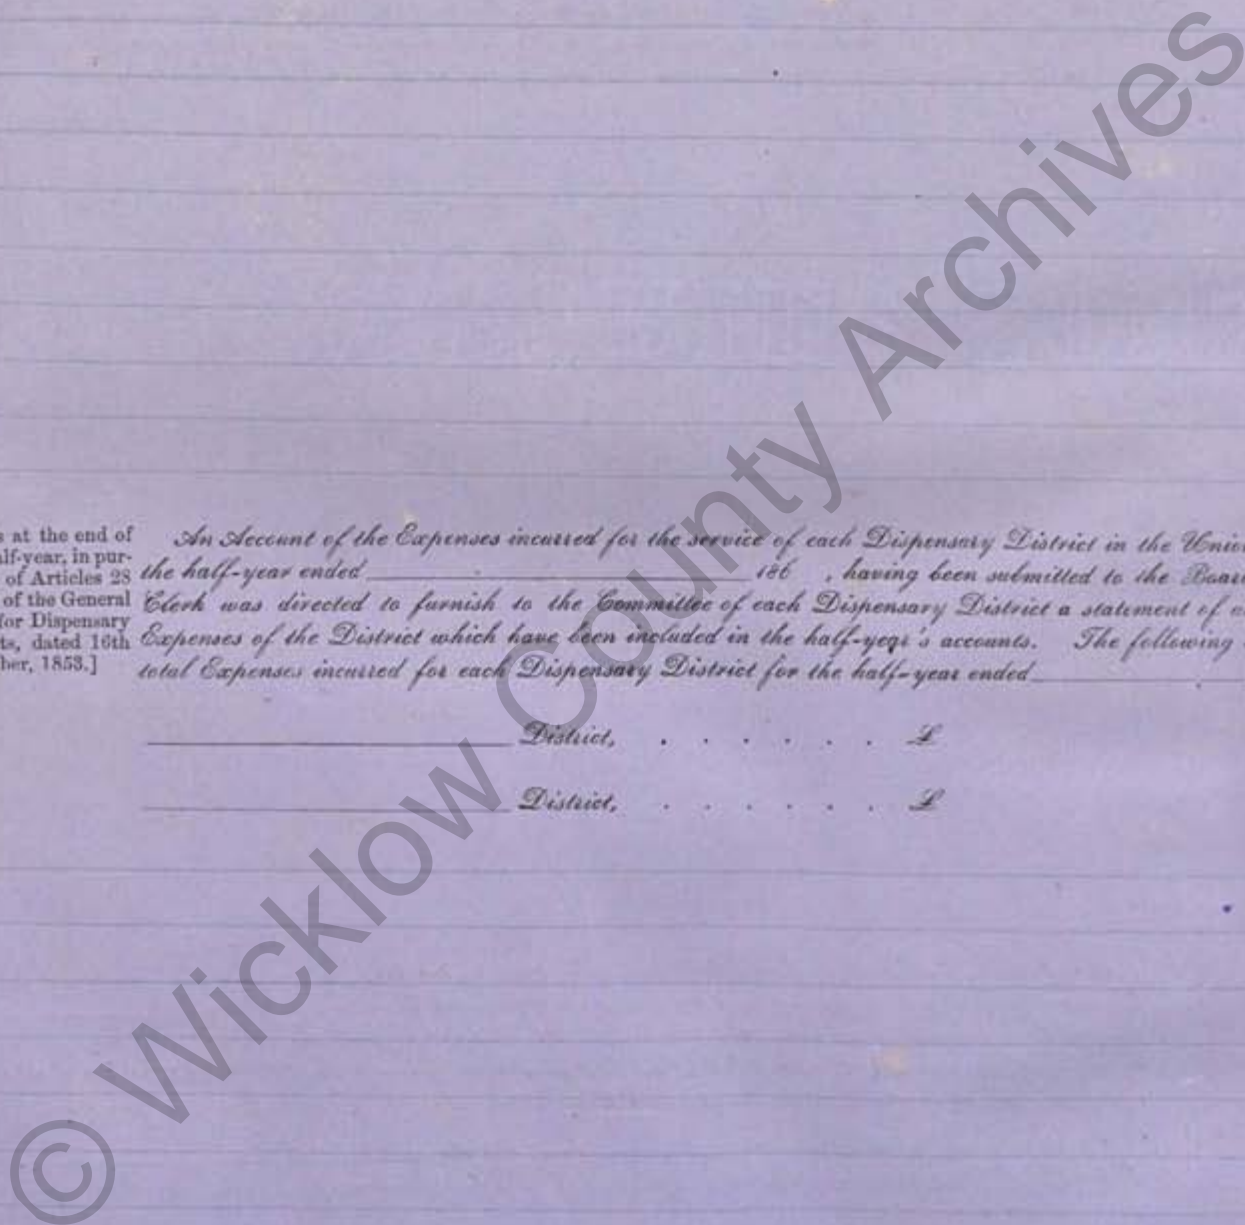 s at the end of
alf-year, in pur-
of Articles 28
of the General
for Dispensary
ts, dated 16th
ber, 1853.]
An Account of the Expenses incurred for the service of each Dispensary District in the Union
the half-year ended 186 , having been submitted to the Boar
Clerk was directed to furnish to the Committee of each Dispensary District a statement of
Expenses of the District which have been included in the half-year's accounts. The following
total Expenses incurred for each Dispensary District for the half-year ended
District, . . . . . . £
District, . . . . . . £
© Wicklow County Archives